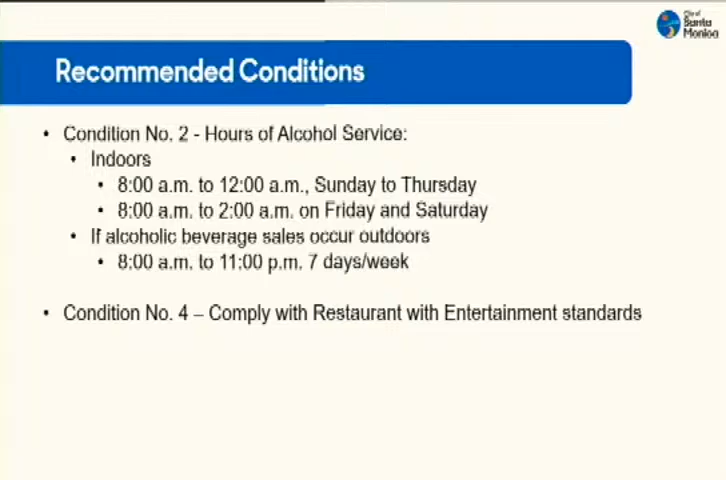 City of
Santa
Monica
Recommended Conditions
• Condition No. 2 - Hours of Alcohol Service:
• Indoors
• 8:00 a.m. to 12:00 a.m., Sunday to Thursday
• 8:00 a.m. to 2:00 a.m. on Friday and Saturday
• If alcoholic beverage sales occur outdoors
• 8:00 a.m. to 11:00 p.m. 7 days/week
• Condition No. 4 – Comply with Restaurant with Entertainment standards